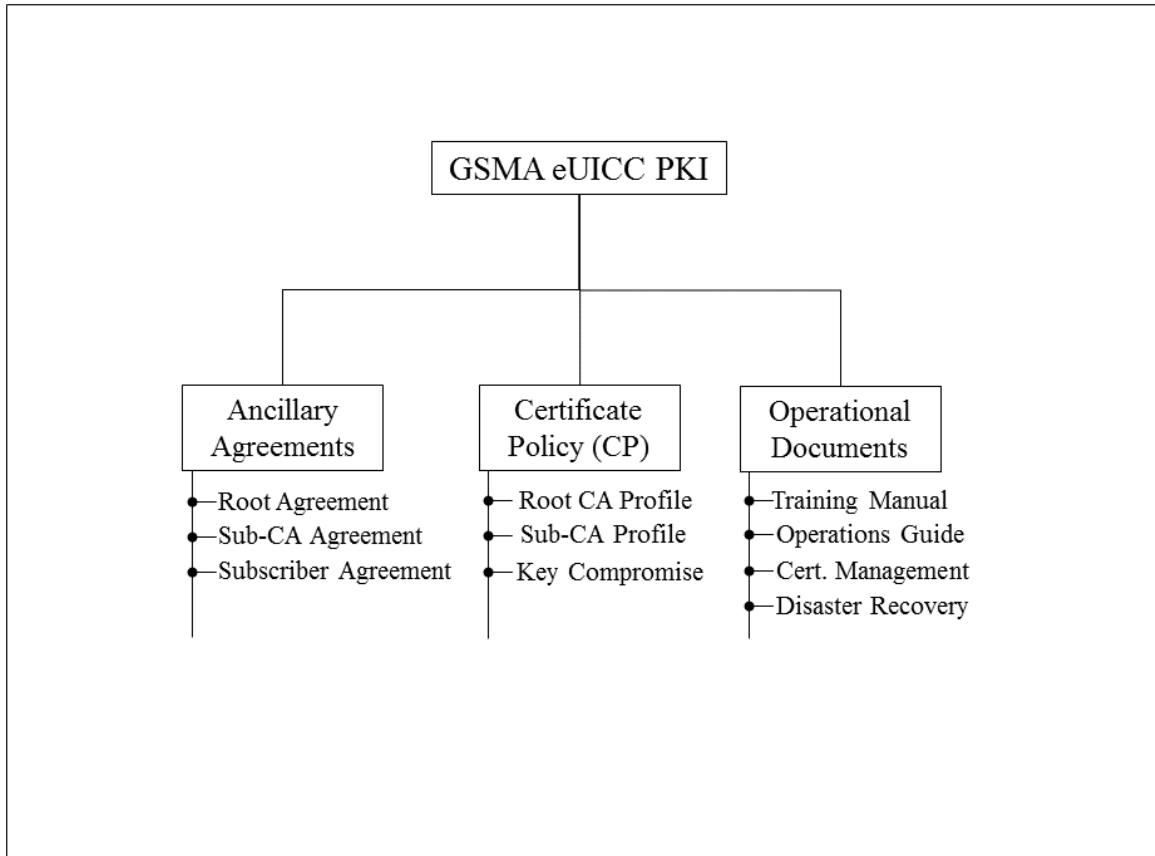 GSMA eUICC PKI
Ancillary
Agreements
Root Agreement
Sub-CA Agreement
Subscriber Agreement
Certificate
Policy (CP)
Root CA Profile
Sub-CA Profile
Key Compromise
Operational
Documents
Training Manual
Operations Guide
Cert. Management
Disaster Recovery